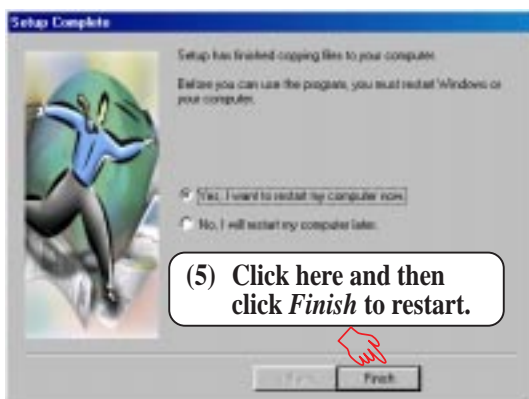 Setup Complete
Setup has finished copying files to your computer.
Before you can use the program, you must restart Windows or
your computer.
Yes, I want to restart my computer now.
No, I will restart my computer later.
(5) Click here and then
click Finish to restart.
Finish